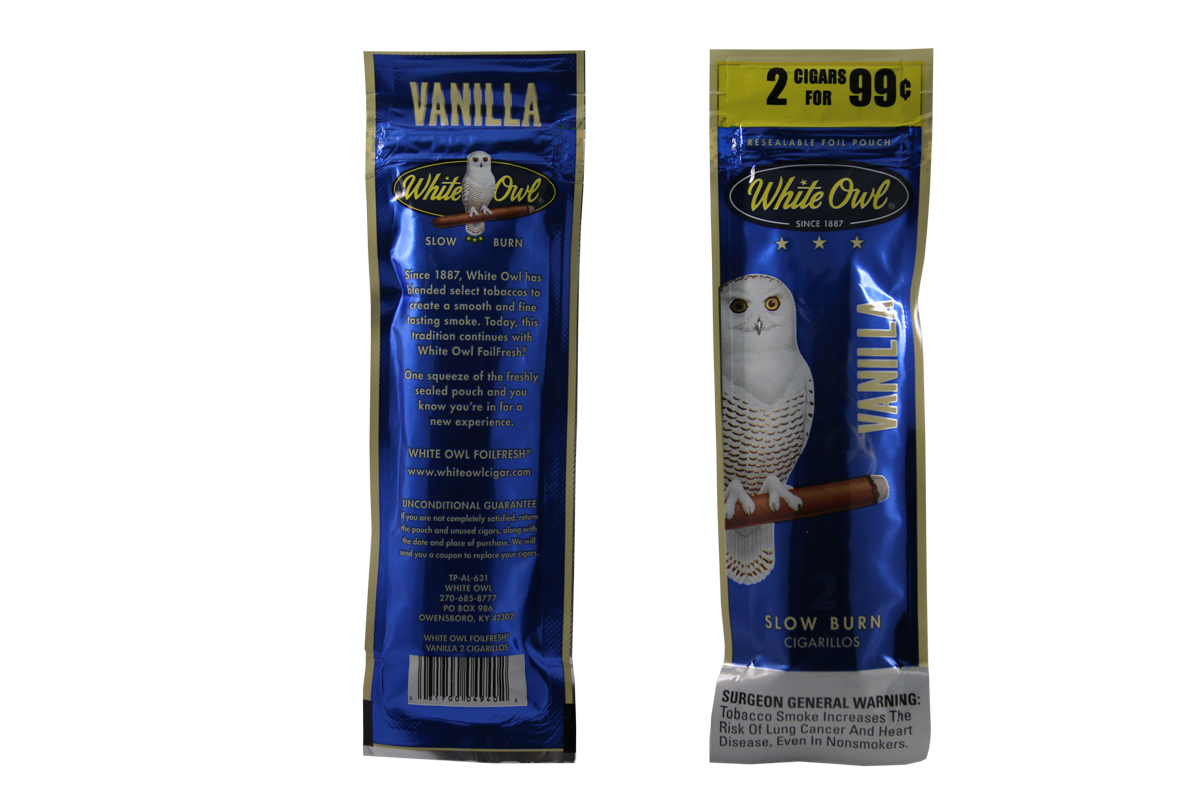 VANILLA
White Owl®
SLOW BURN
Since 1887, White Owl has
blended select tobaccos to
create a smooth and fine
tasting smoke. Today, this
tradition continues with
White Owl FoilFresh®
One squeeze of the freshly
sealed pouch and you
know you're in for a
new experience.
WHITE OWL FOILFRESH®
www.whiteowlcigar.com
UNCONDITIONAL GUARANTEE
If you are not completely satisfied, return
the pouch and unused cigars, along with
the date and place of purchase. We will
send you a coupon to replace your cigars.
TP-AL-631
WHITE OWL
270-685-8777
PO BOX 986
OWENSBORO, KY 42302
WHITE OWL FOILFRESH®
VANILLA 2 CIGARILLOS
2 CIGARS FOR 99¢
RESEALABLE FOIL POUCH
White Owl®
SINCE 1887
VANILLA
2
SLOW BURN
CIGARILLOS
SURGEON GENERAL WARNING:
Tobacco Smoke Increases The
Risk Of Lung Cancer And Heart
Disease, Even In Nonsmokers.